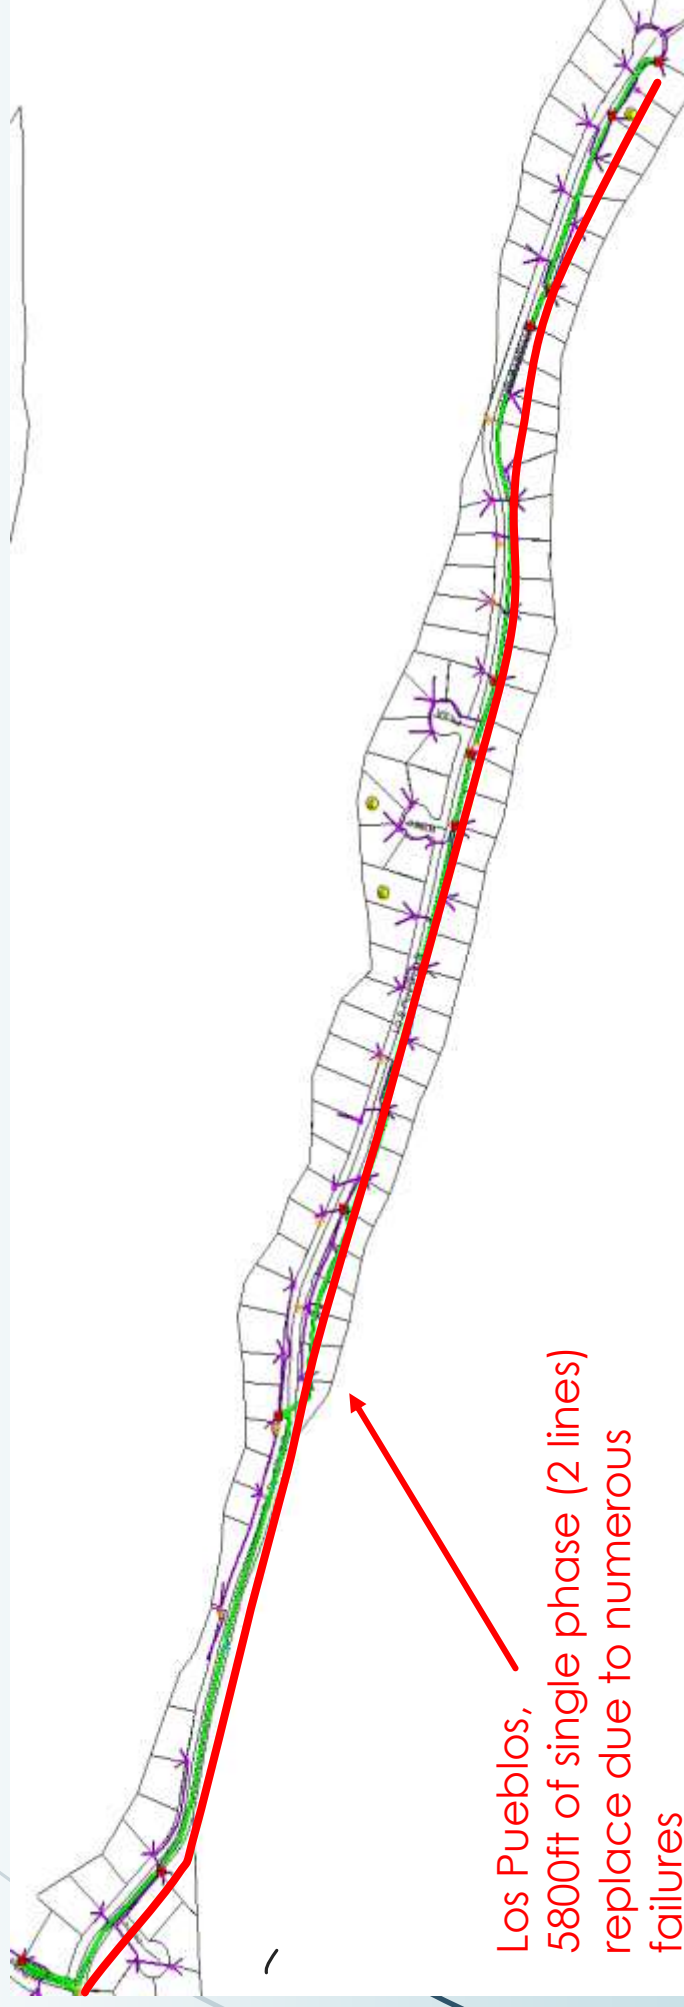 Los Pueblos,
5800ft of single phase (2 lines)
replace due to numerous
failures